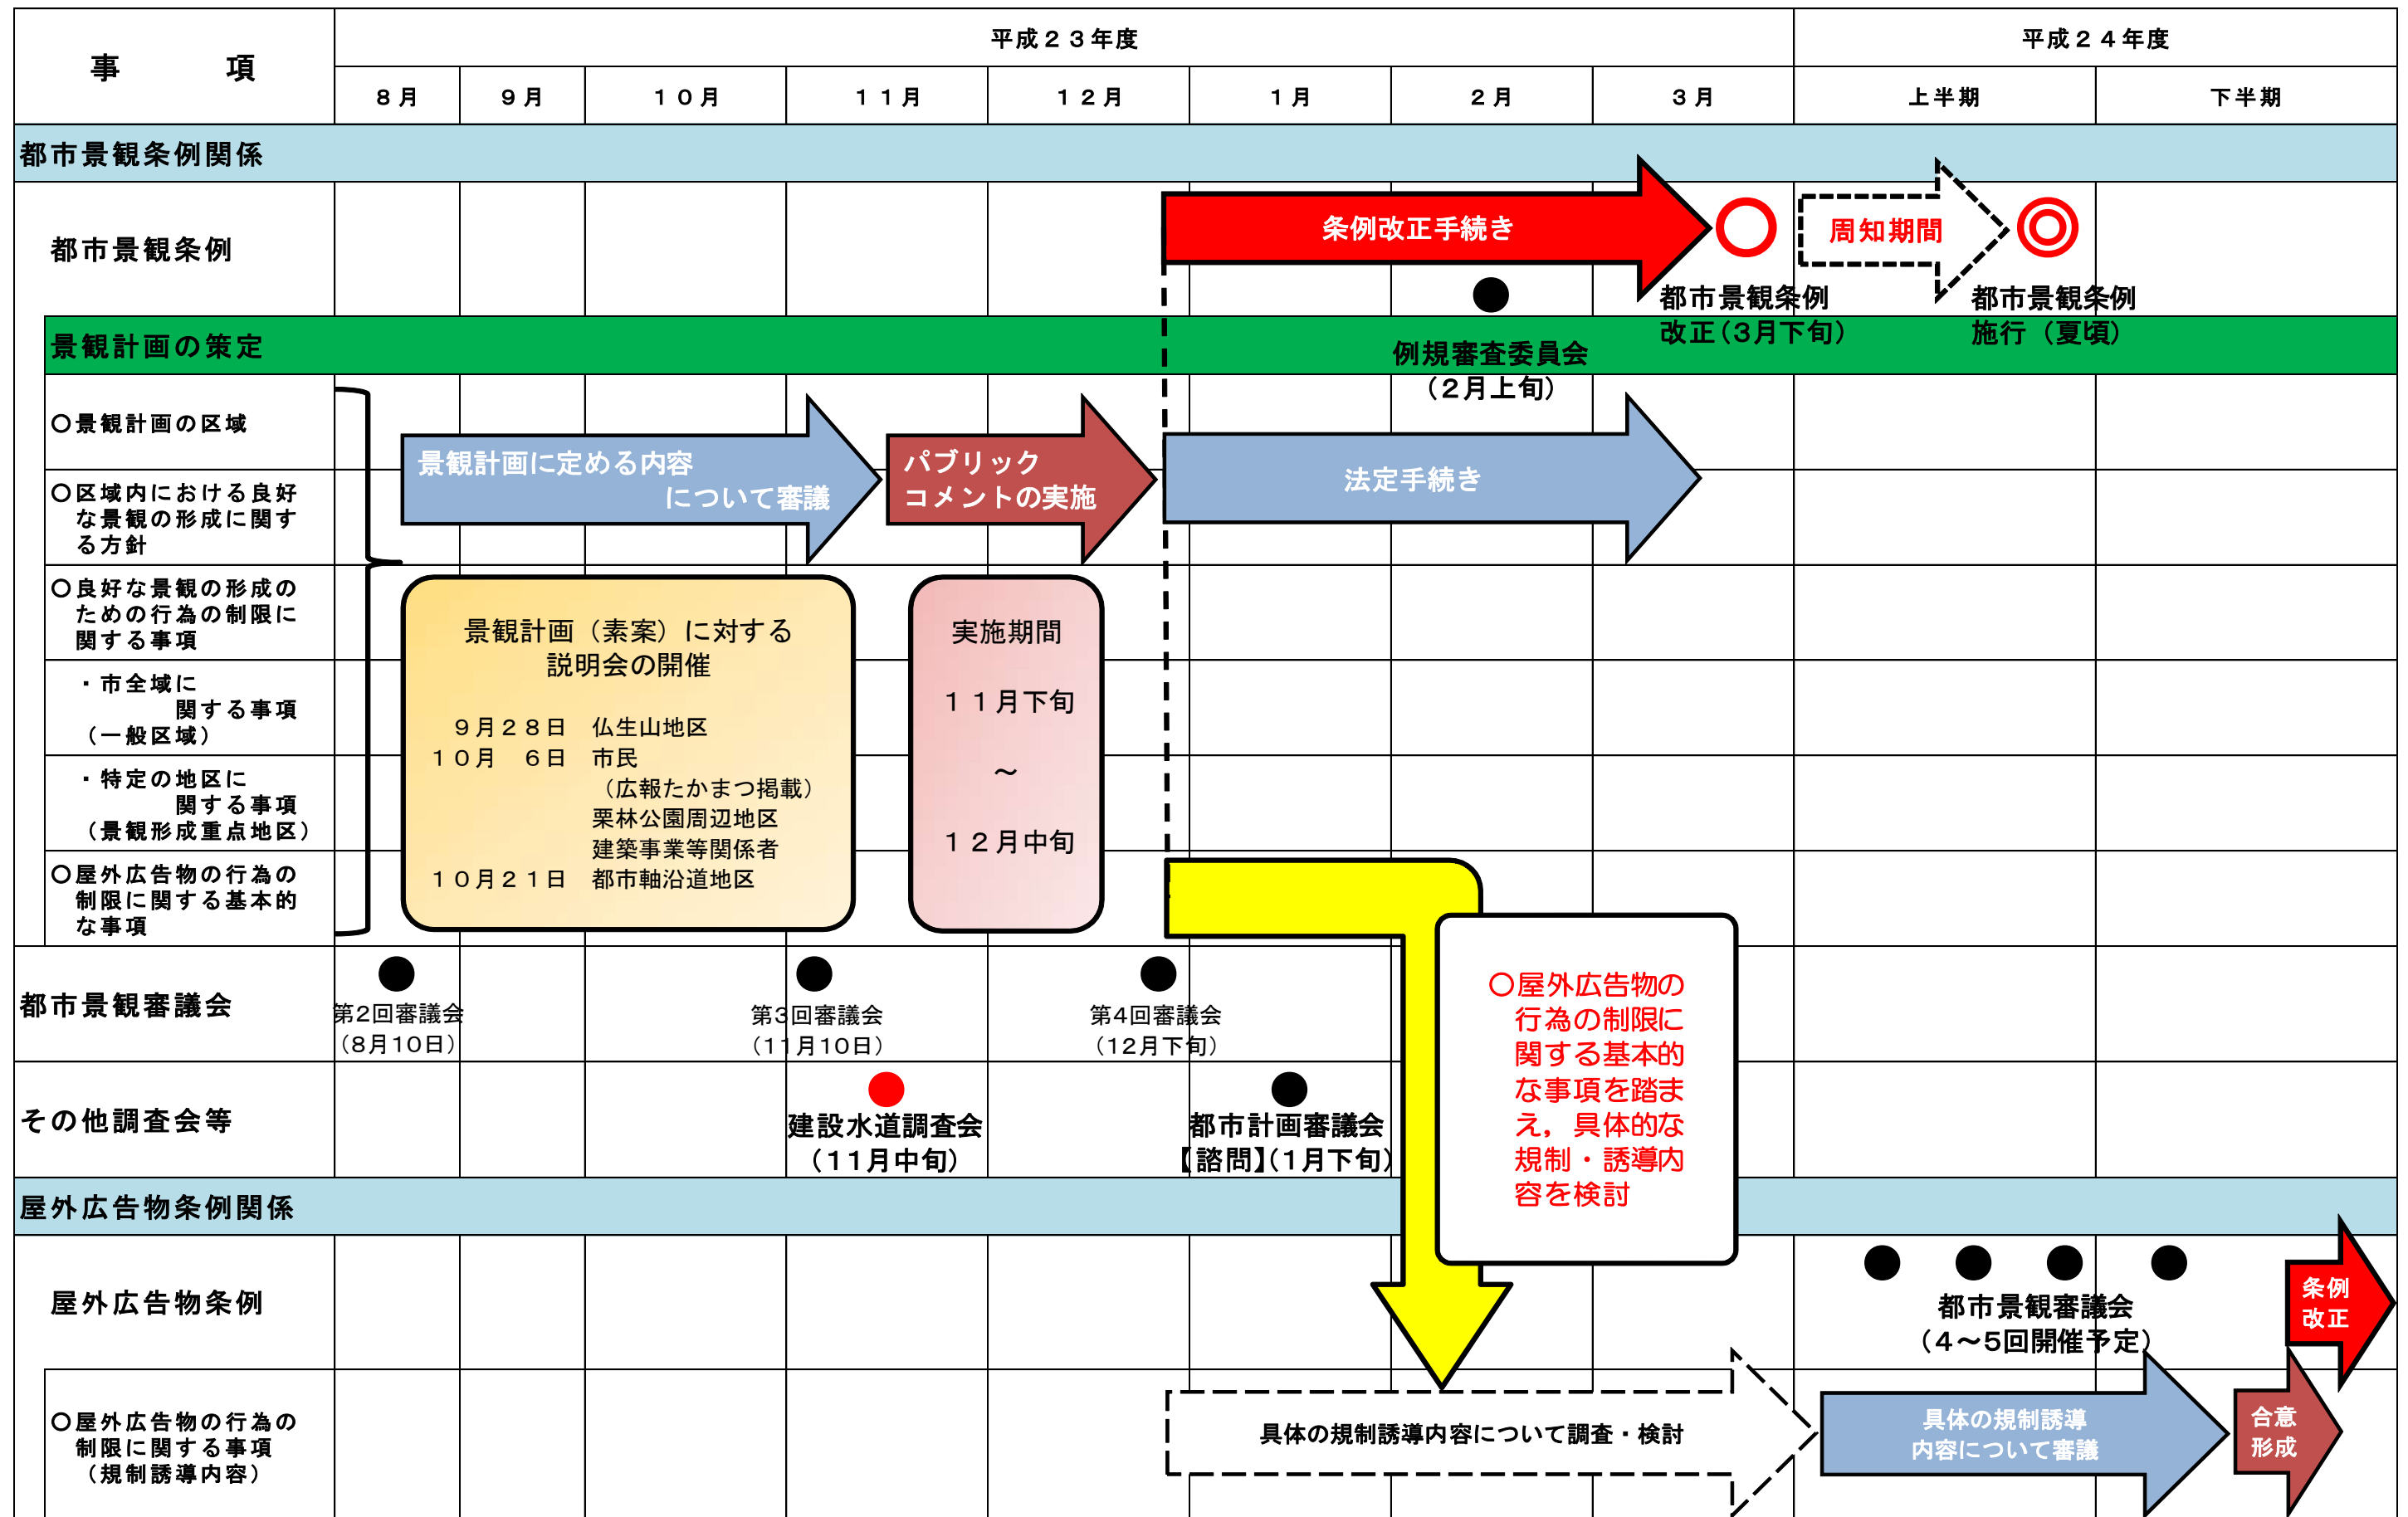 事　　項
平成２３年度
平成２４年度
８月
９月
１０月
１１月
１２月
１月
２月
３月
上半期
下半期
都市景観条例関係
都市景観条例
条例改正手続き
周知期間
都市景観条例
改正(3月下旬)
都市景観条例
施行（夏頃）
景観計画の策定
例規審査委員会
（２月上旬）
○景観計画の区域
○区域内における良好
な景観の形成に関す
る方針
○良好な景観の形成の
ための行為の制限に
関する事項
・市全域に
関する事項
（一般区域）
・特定の地区に
関する事項
（景観形成重点地区）
○屋外広告物の行為の
制限に関する基本的
な事項
景観計画に定める内容
について審議
パブリック
コメントの実施
法定手続き
景観計画（素案）に対する
説明会の開催
９月２８日　仏生山地区
１０月　６日　市民
（広報たかまつ掲載）
栗林公園周辺地区
建築事業等関係者
１０月２１日　都市軸沿道地区
実施期間
１１月下旬
～
１２月中旬
○屋外広告物の
行為の制限に
関する基本的
な事項を踏ま
え，具体的な
規制・誘導内
容を検討
都市景観審議会
第2回審議会
（8月10日）
第3回審議会
（11月10日）
第4回審議会
（12月下旬）
その他調査会等
建設水道調査会
（１１月中旬）
都市計画審議会
【諮問】（１月下旬）
屋外広告物条例関係
屋外広告物条例
都市景観審議会
（４～５回開催予定）
条例
改正
○屋外広告物の行為の
制限に関する事項
（規制誘導内容）
具体の規制誘導内容について調査・検討
具体の規制誘導
内容について審議
合意
形成